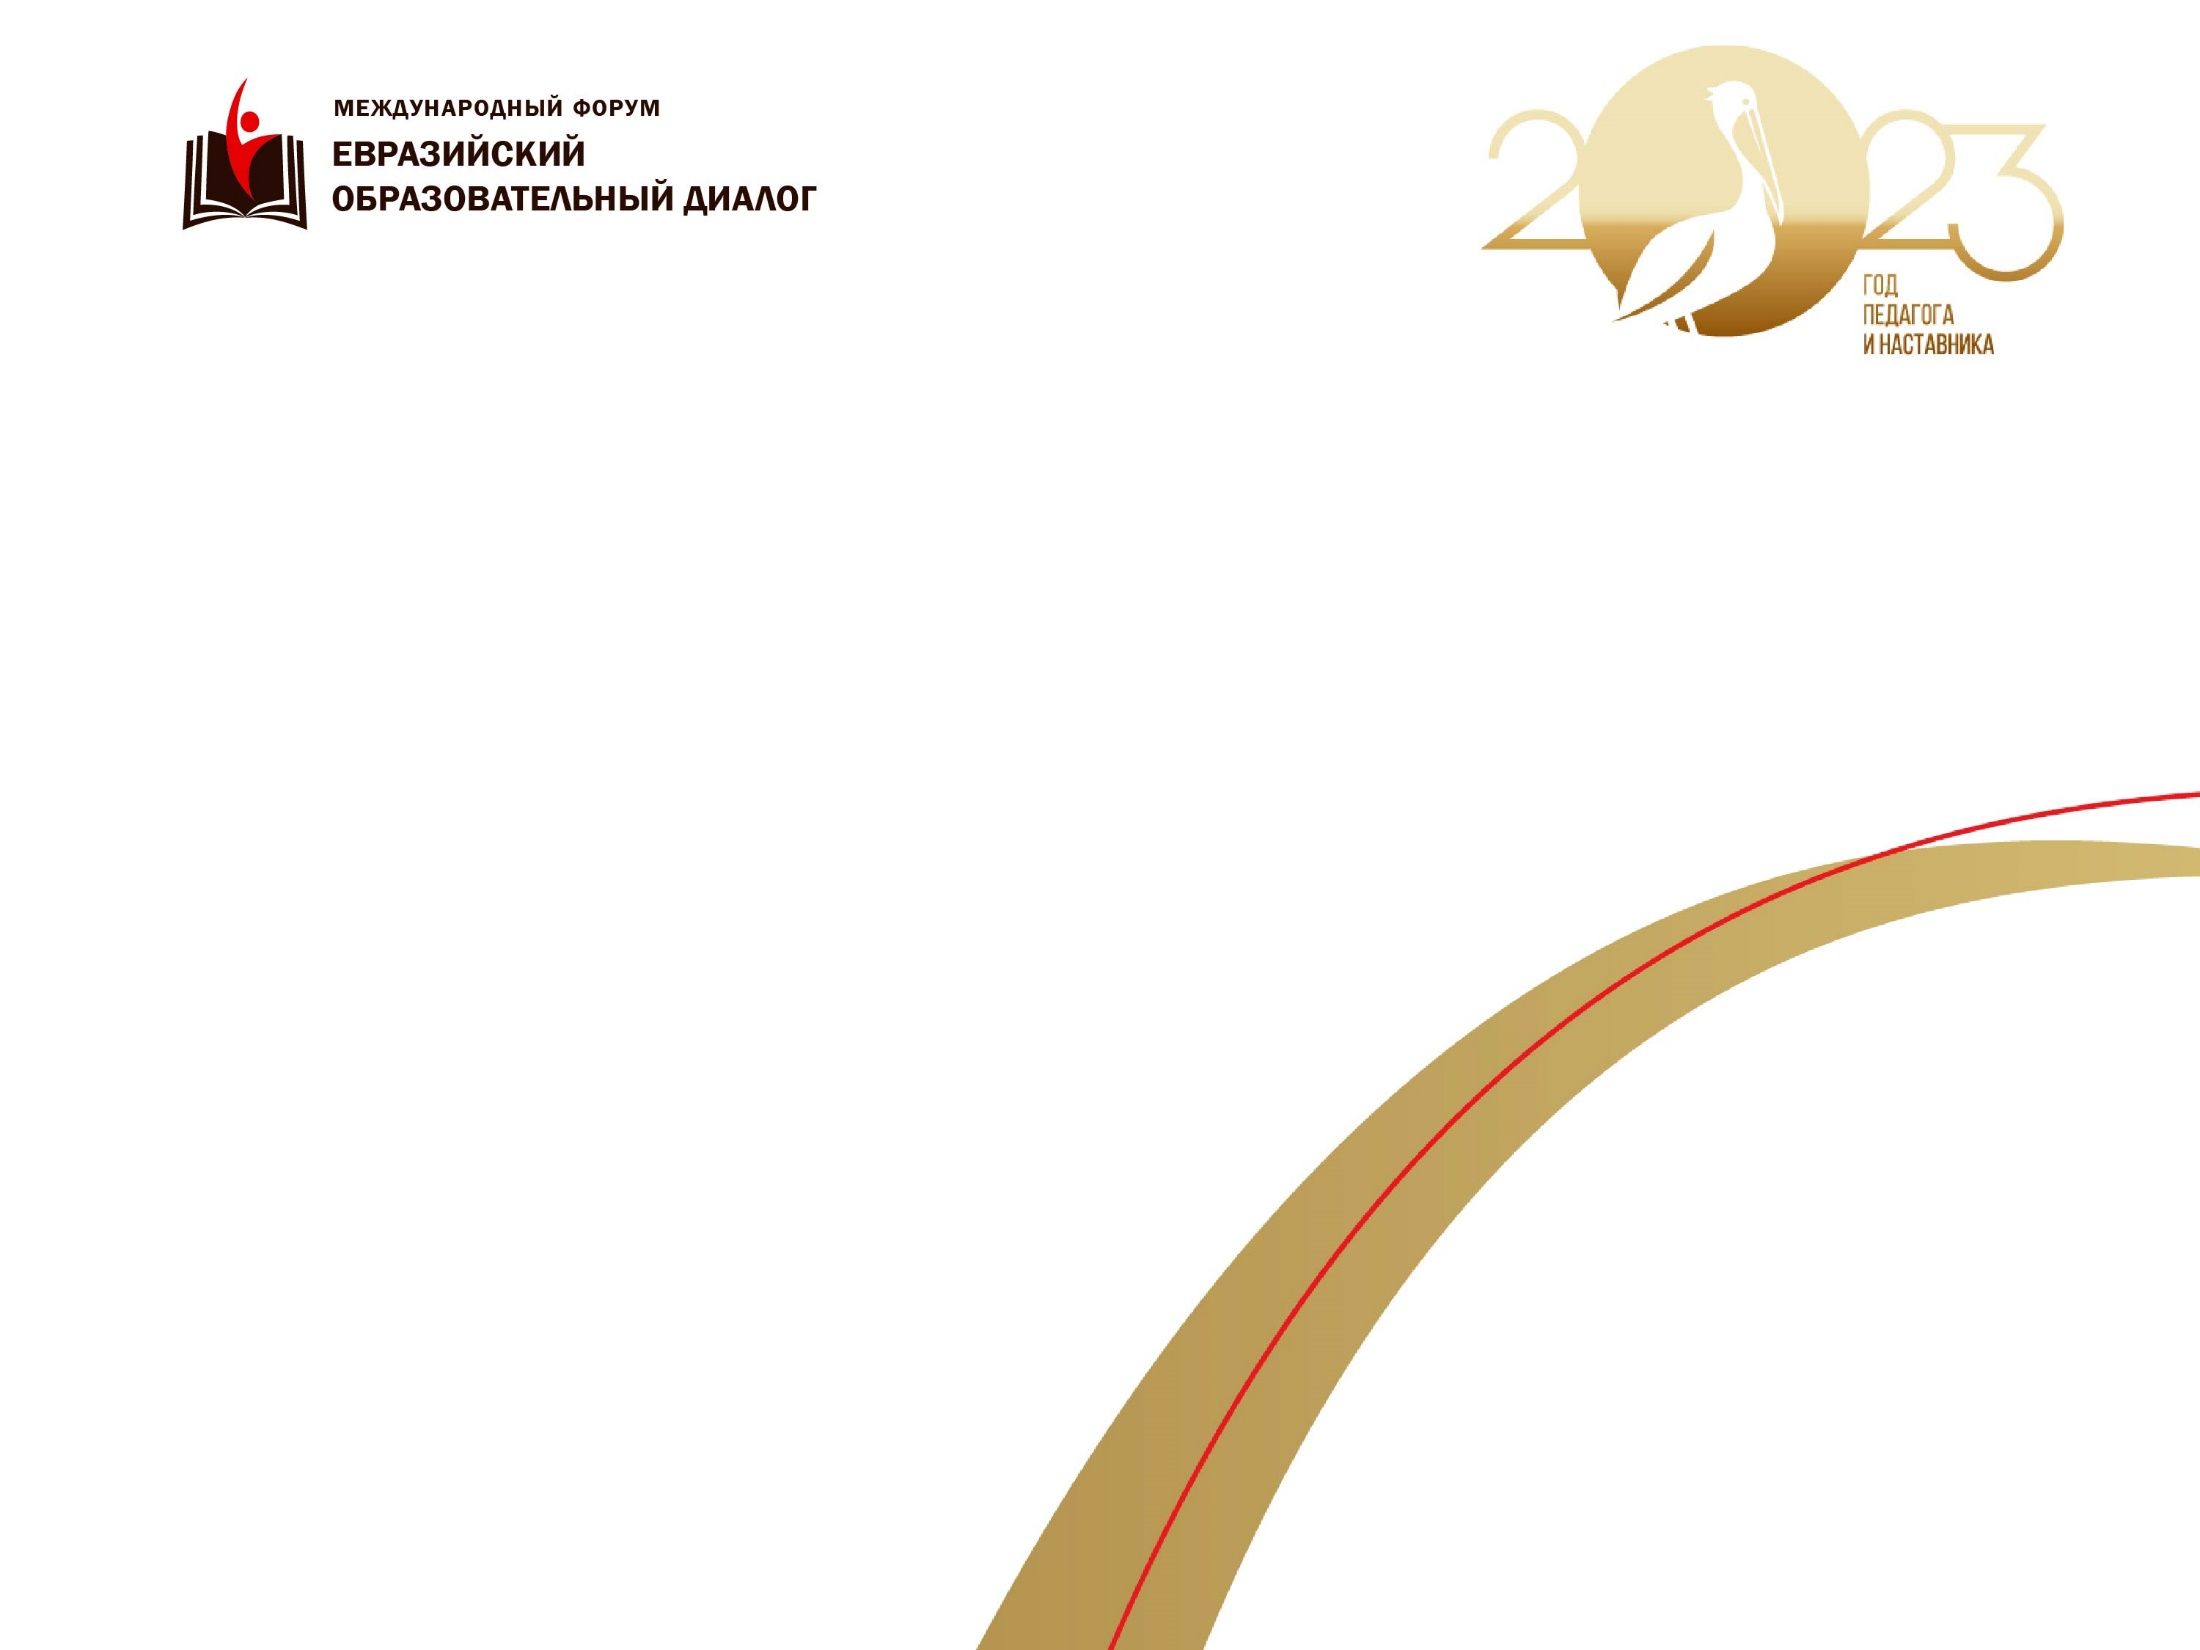 МЕЖДУНАРОДНЫЙ ФОРУМ
ЕВРАЗИЙСКИЙ
ОБРАЗОВАТЕЛЬНЫЙ ДИАЛОГ
2023
ГОД
ПЕДАГОГА
И НАСТАВНИКА